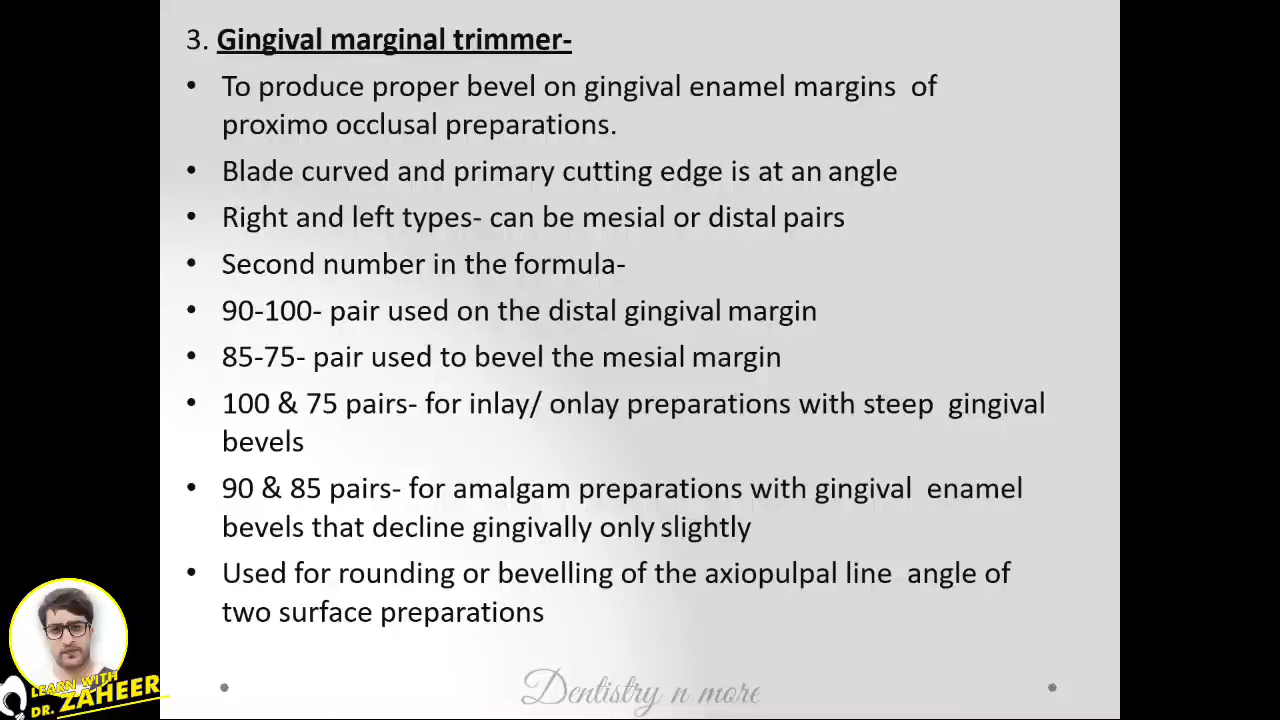 3. Gingival marginal trimmer-
• To produce proper bevel on gingival enamel margins of
proximo occlusal preparations.
• Blade curved and primary cutting edge is at an angle
• Right and left types- can be mesial or distal pairs
• Second number in the formula-
• 90-100- pair used on the distal gingival margin
• 85-75- pair used to bevel the mesial margin
• 100 & 75 pairs- for inlay/ onlay preparations with steep gingival
bevels
• 90 & 85 pairs- for amalgam preparations with gingival enamel
bevels that decline gingivally only slightly
• Used for rounding or bevelling of the axiopulpal line angle of
two surface preparations
Dentistry n more
LEARN WITH
DR. ZAHEER